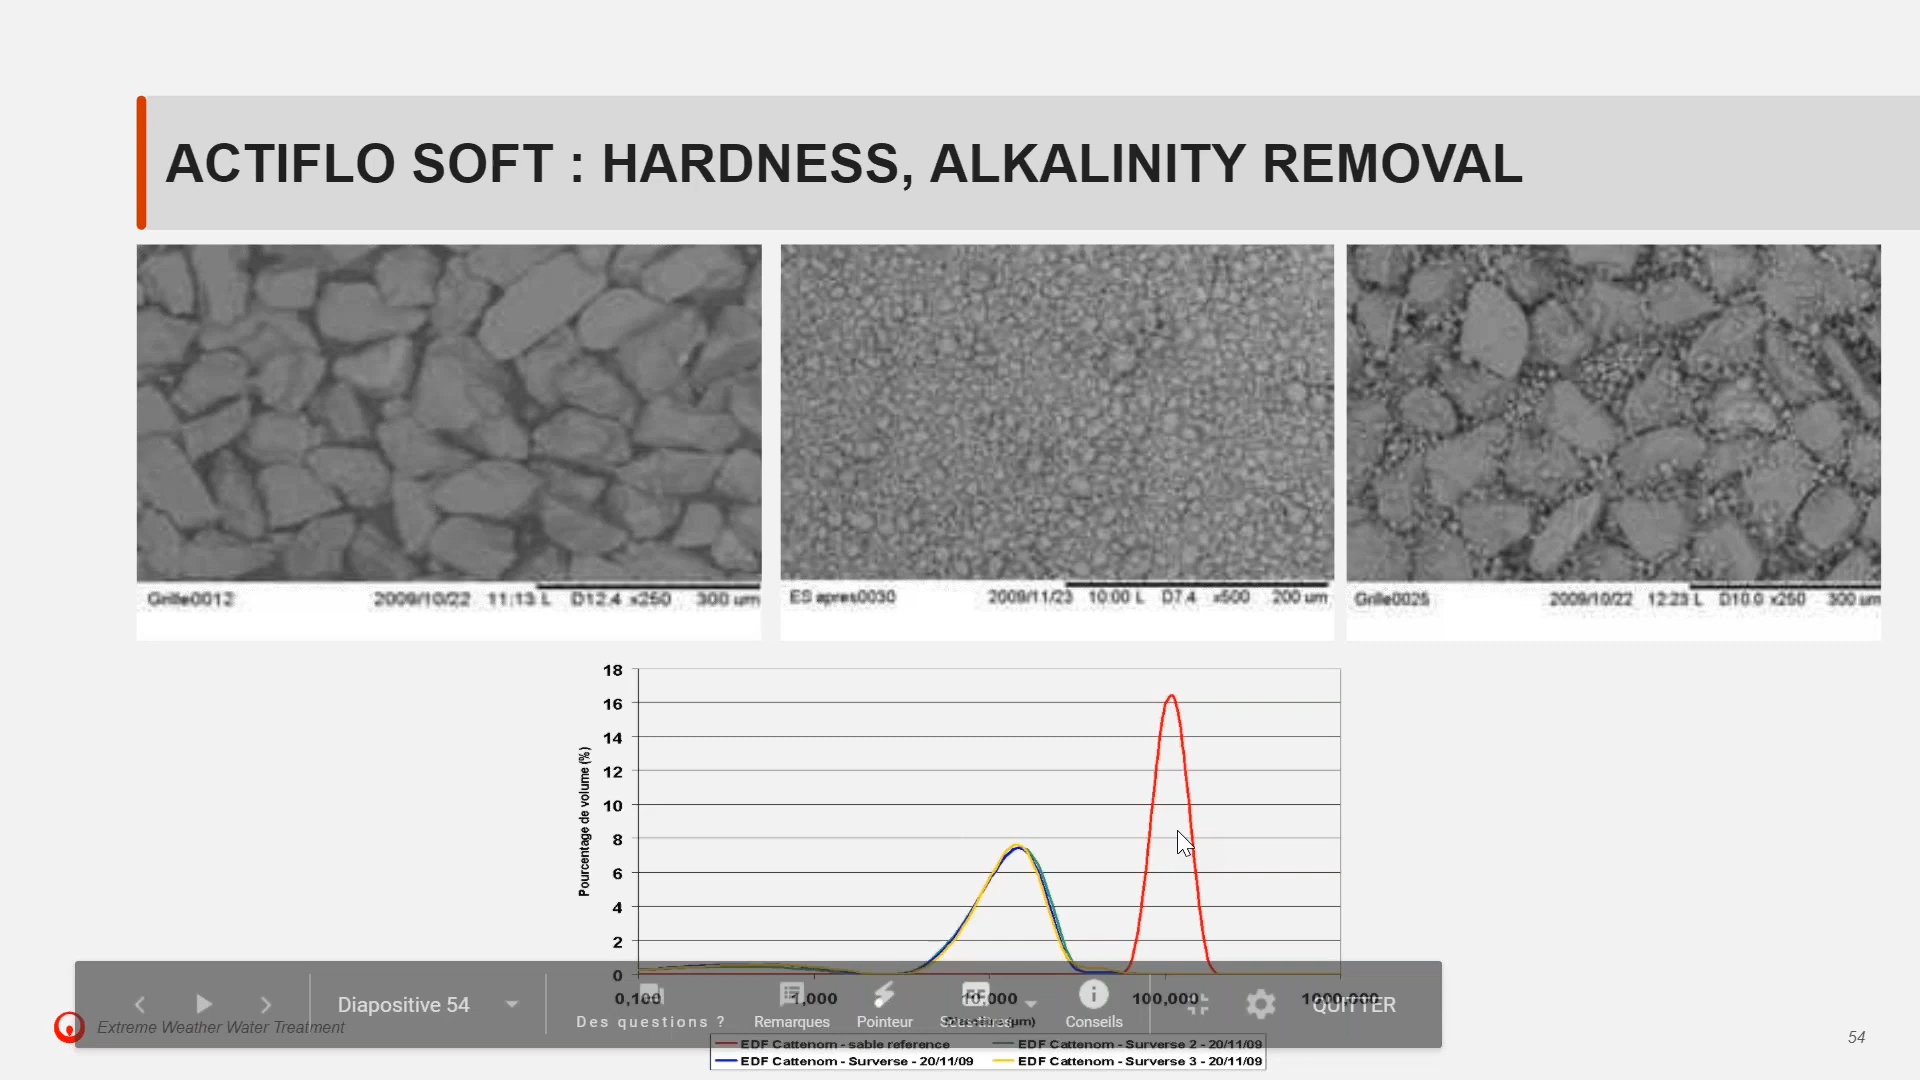 ACTIFLO SOFT : HARDNESS, ALKALINITY REMOVAL
Grille0012 2009/10/22 11:13 L D12.4 x250 300 um
ES apres0030 2009/11/23 10:00 L D7.4 x500 200 um
Grille0025 2009/10/22 12:23 L D10.0 x250 300 um
18
16
14
12
10
8
6
4
2
0
Pourcentage de volume (%)
0,100 1,000 10,000 100,000 1000,000
(µm)
EDF Cattenom - sable reference
EDF Cattenom - Surverse 2 - 20/11/09
EDF Cattenom - Surverse - 20/11/09
EDF Cattenom - Surverse 3 - 20/11/09
Diapositive 54
Des questions ?
Remarques
Pointeur
Conseils
QUITTER
Extreme Weather Water Treatment
54